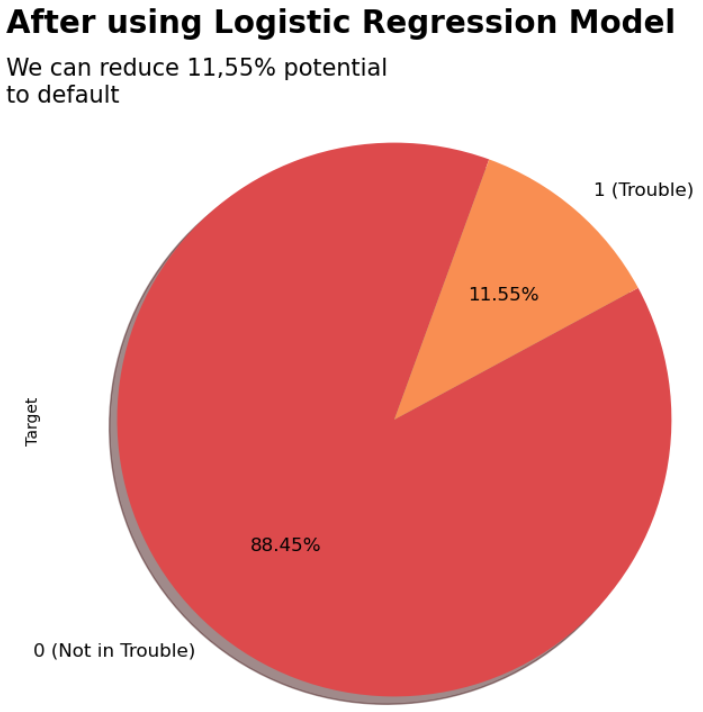 After using Logistic Regression Model
We can reduce 11,55% potential
to default
1 (Trouble)
11.55%
Target
88.45%
0 (Not in Trouble)